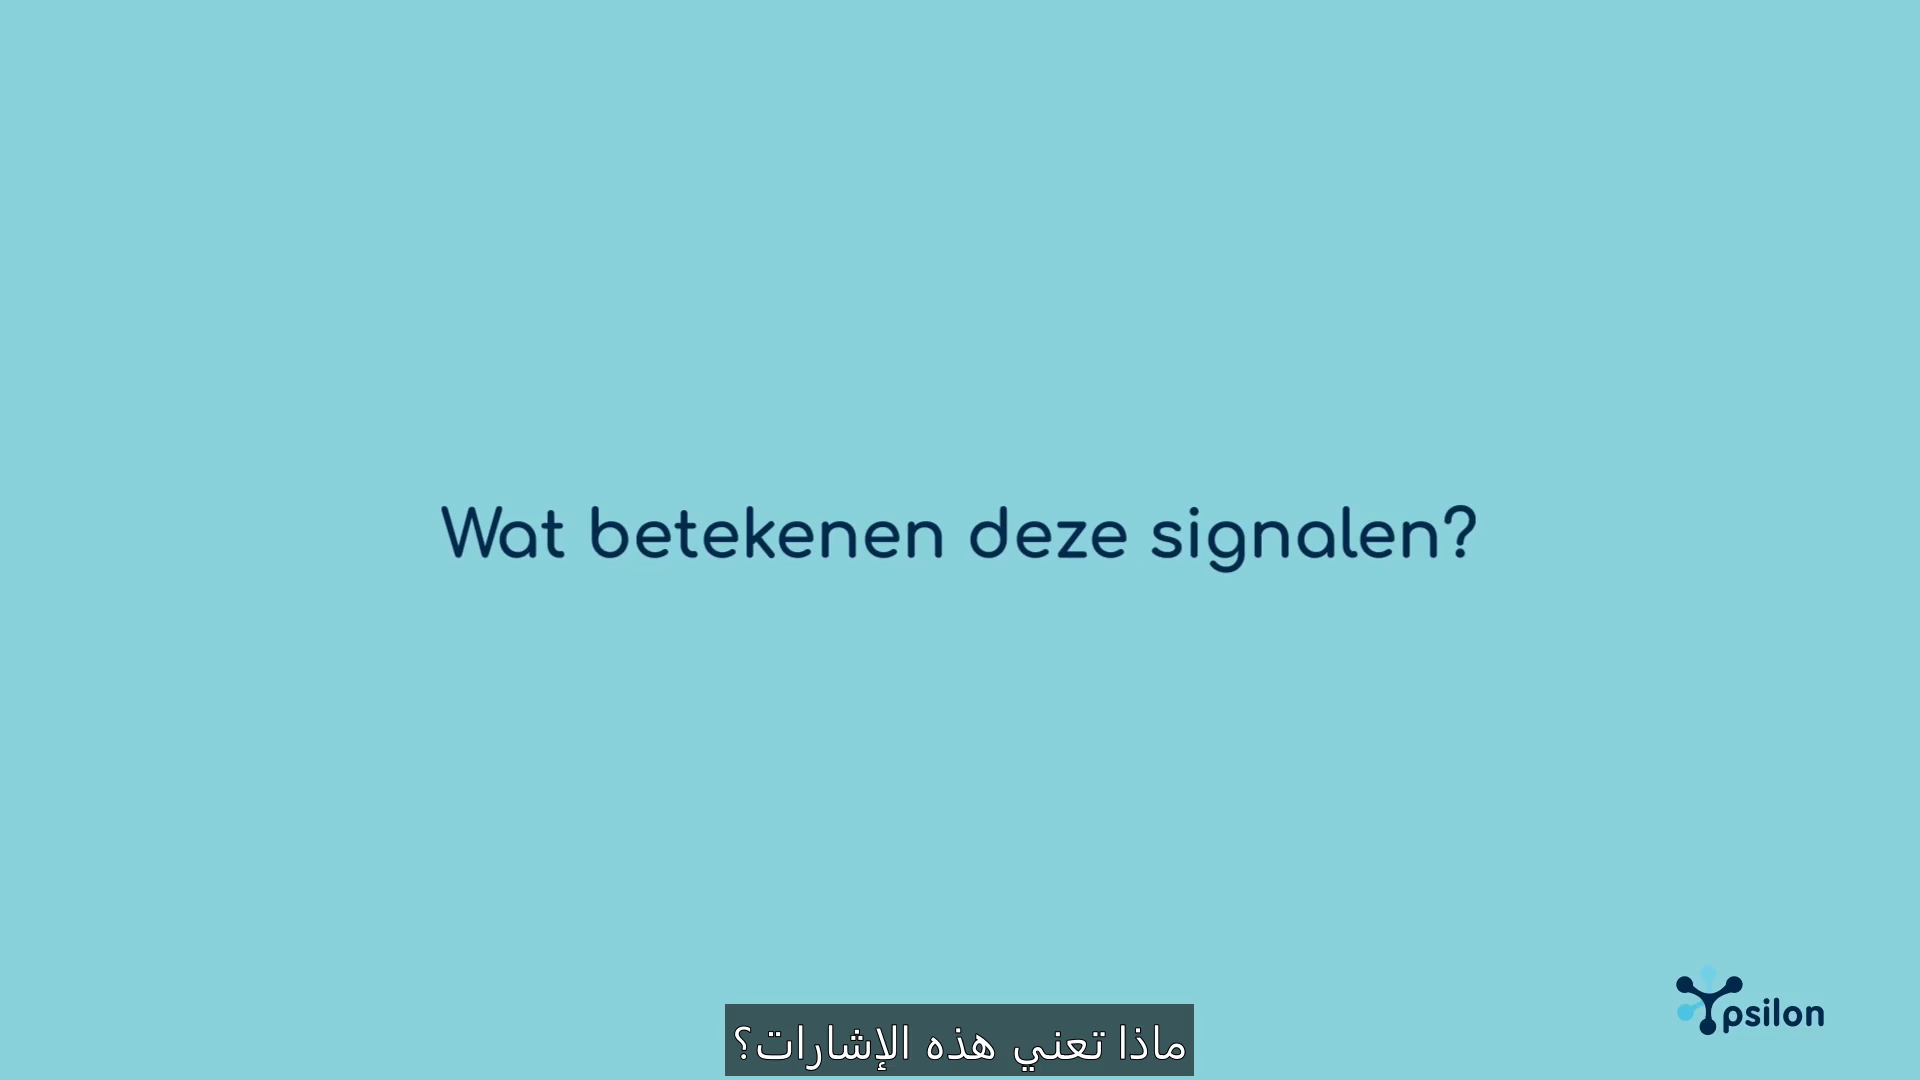 Wat betekenen deze signalen?
Ypsilon
ماذا تعني هذه الإشارات؟